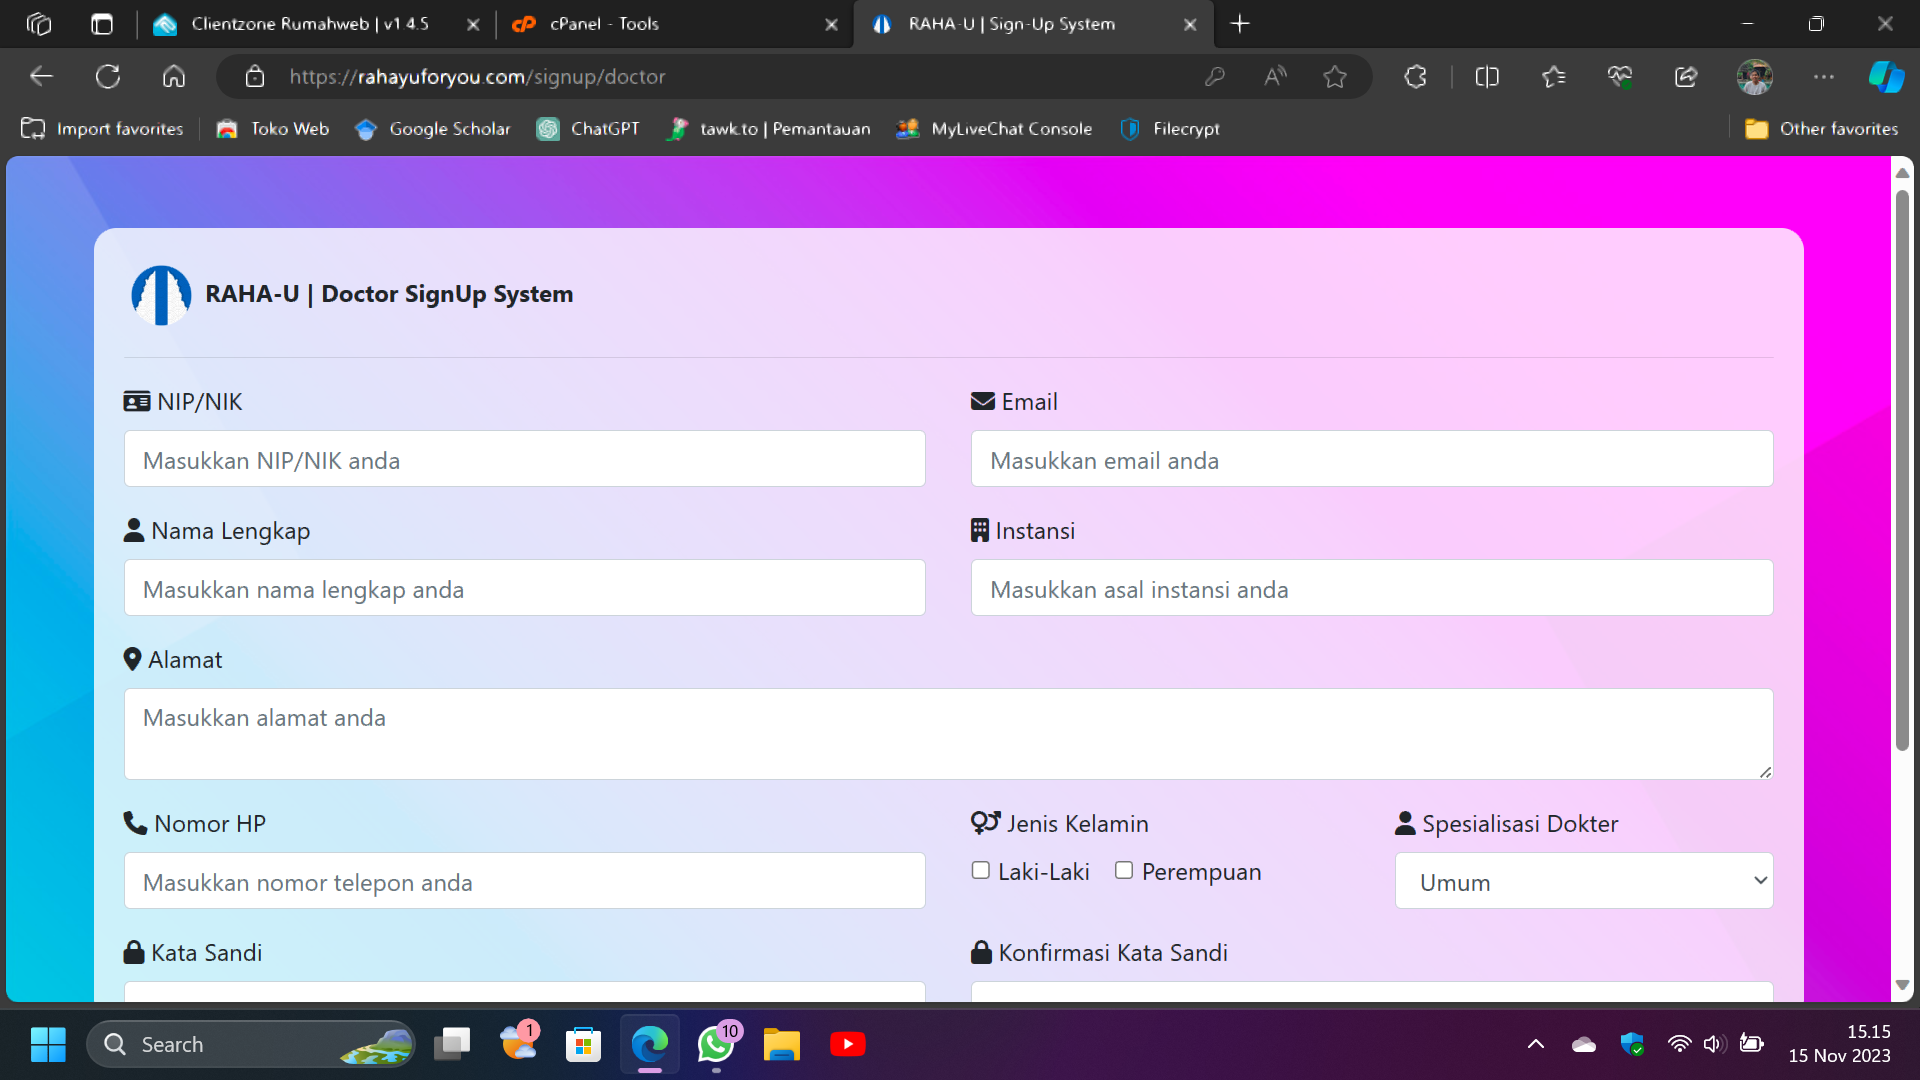 Clientzone Rumahweb | v1.4.5
cPanel - Tools
RAHA-U | Sign-Up System
https://rahayuforyou.com/signup/doctor
Import favorites
Toko Web
Google Scholar
ChatGPT
tawk.to | Pemantauan
MyLiveChat Console
Filecrypt
Other favorites
RAHA-U | Doctor SignUp System
NIP/NIK
Email
Masukkan NIP/NIK anda
Masukkan email anda
Nama Lengkap
Instansi
Masukkan nama lengkap anda
Masukkan asal instansi anda
Alamat
Masukkan alamat anda
Nomor HP
Jenis Kelamin
Spesialisasi Dokter
Masukkan nomor telepon anda
Laki-Laki
Perempuan
Umum
Kata Sandi
Konfirmasi Kata Sandi
Search
1
10
15.15
15 Nov 2023